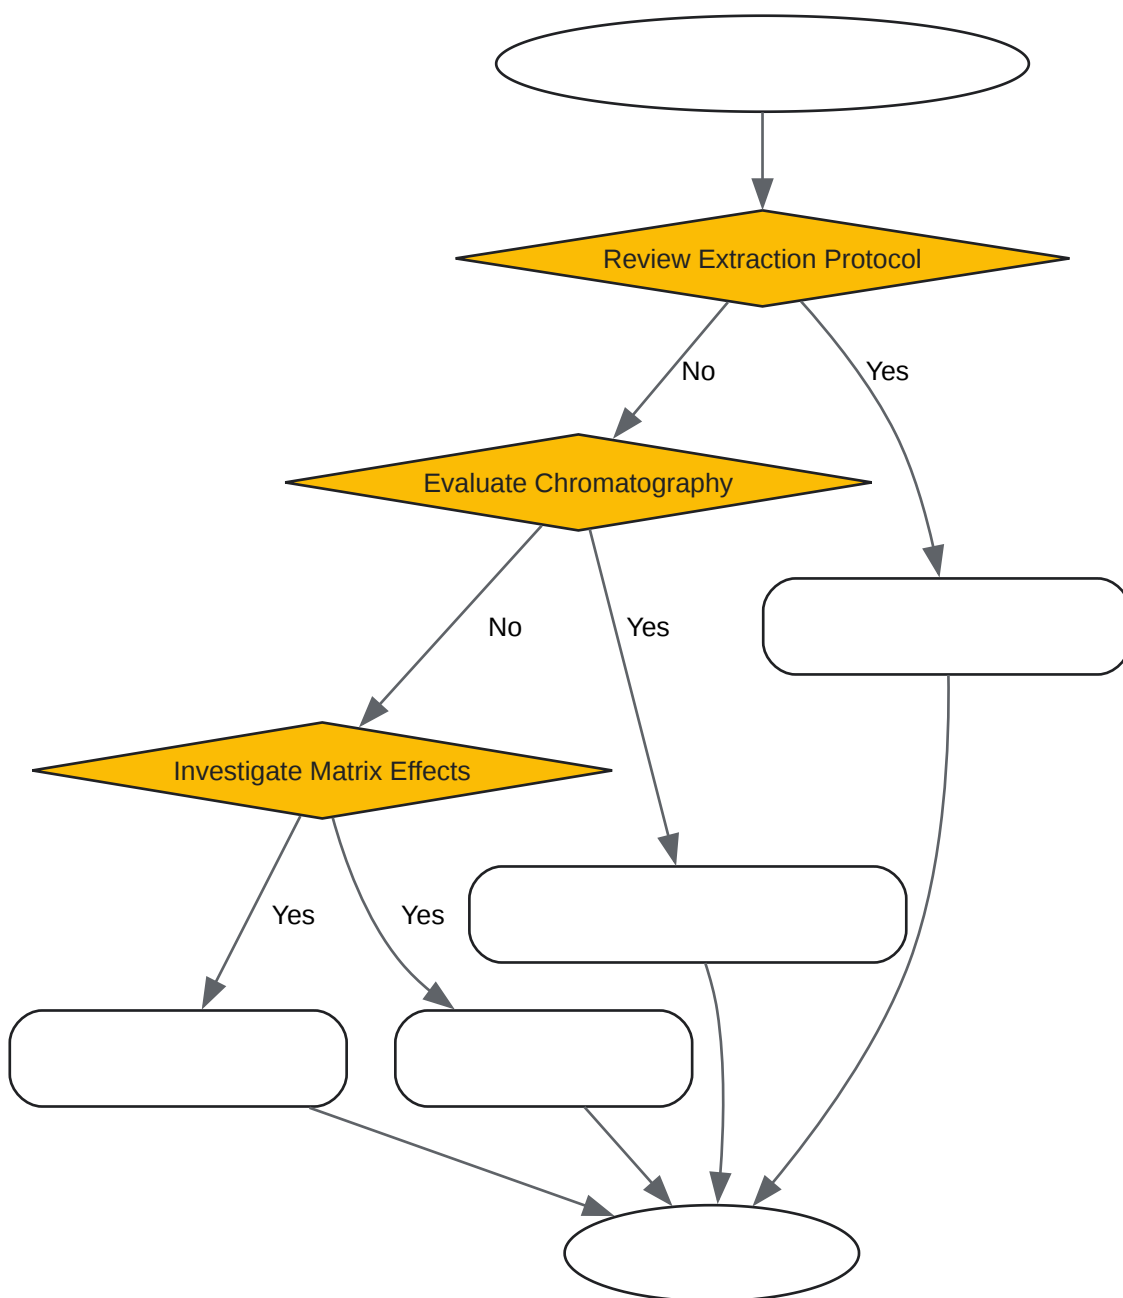 Review Extraction Protocol
No
Yes
Evaluate Chromatography
No
Yes
Investigate Matrix Effects
Yes
Yes